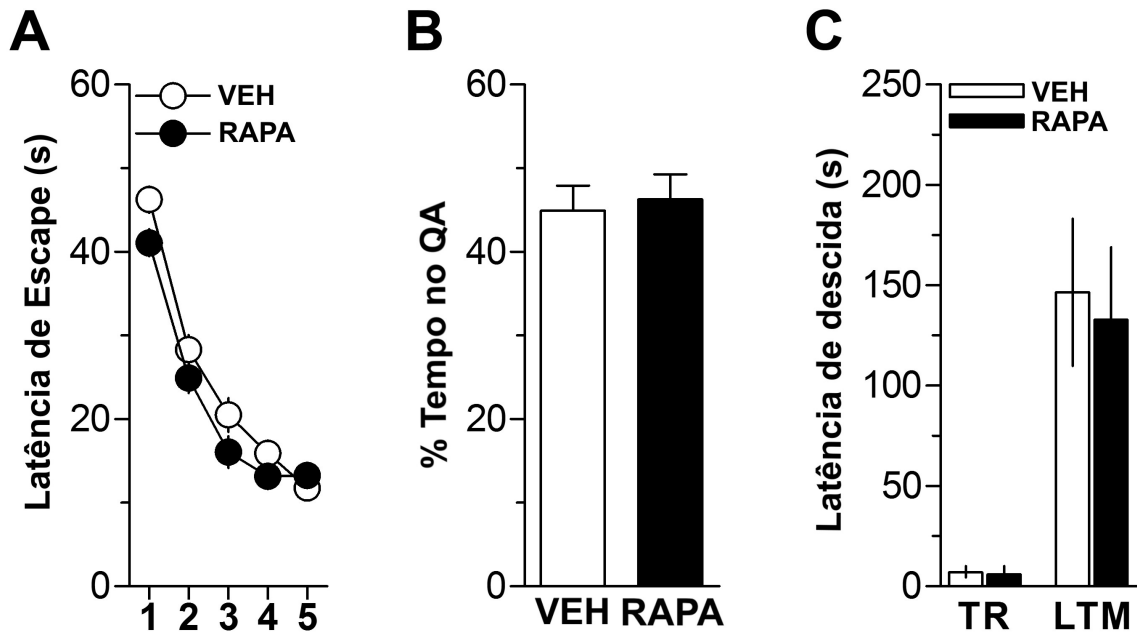 A
60
40
20
0
Latência de Escape (s)
VEH
RAPA
1 2 3 4 5
B
60
40
20
0
% Tempo no QA
VEH RAPA
C
250
200
150
100
50
0
Latência de descida (s)
VEH
RAPA
TR LTM